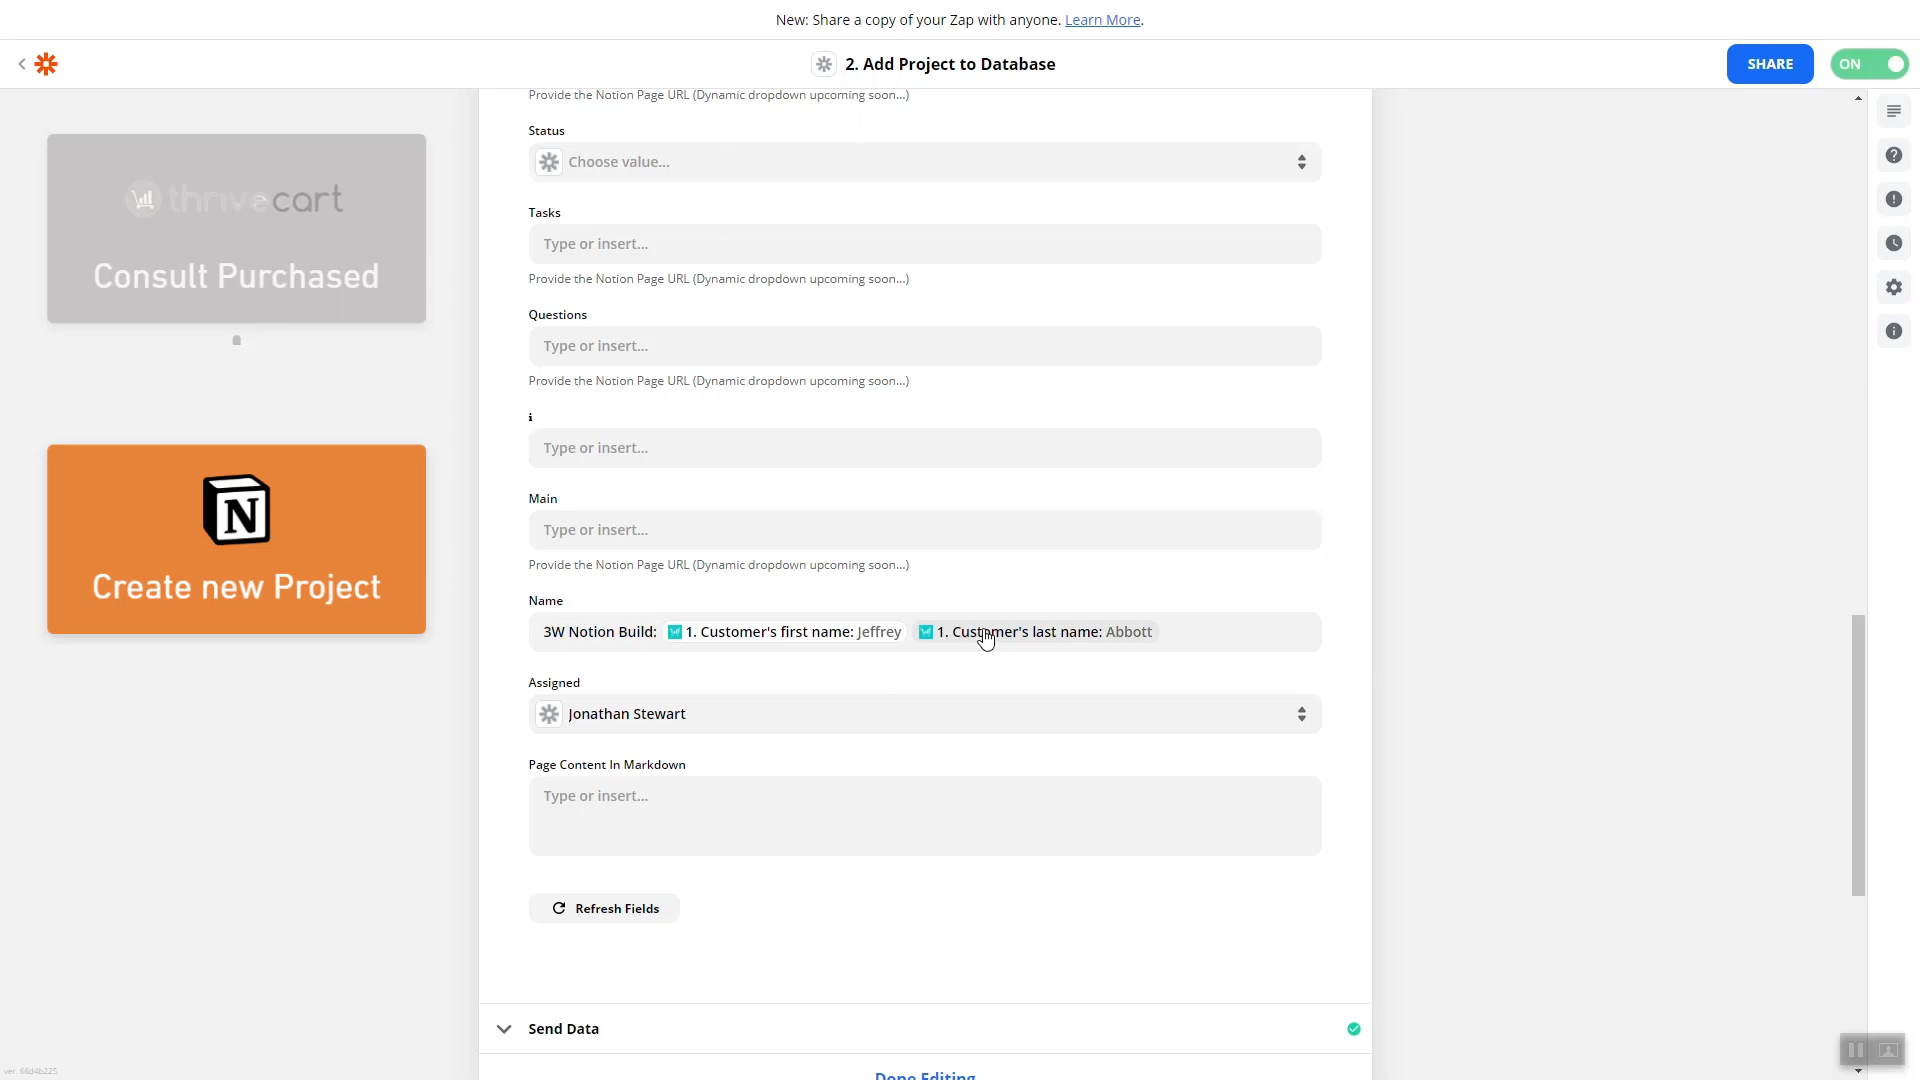 New: Share a copy of your Zap with anyone. Learn More.
2. Add Project to Database
SHARE
ON
Provide the Notion Page URL (Dynamic dropdown upcoming soon...)
Status
Choose value...
Tasks
Type or insert...
Provide the Notion Page URL (Dynamic dropdown upcoming soon...)
Questions
Type or insert...
Provide the Notion Page URL (Dynamic dropdown upcoming soon...)
i
Type or insert...
Main
Type or insert...
Provide the Notion Page URL (Dynamic dropdown upcoming soon...)
Name
3W Notion Build: 1. Customer's first name: Jeffrey 1. Customer's last name: Abbott
Assigned
Jonathan Stewart
Page Content In Markdown
Type or insert...
Refresh Fields
Send Data
Done Editing
thrivecart
Consult Purchased
N
Create new Project
ver. 66d4b225